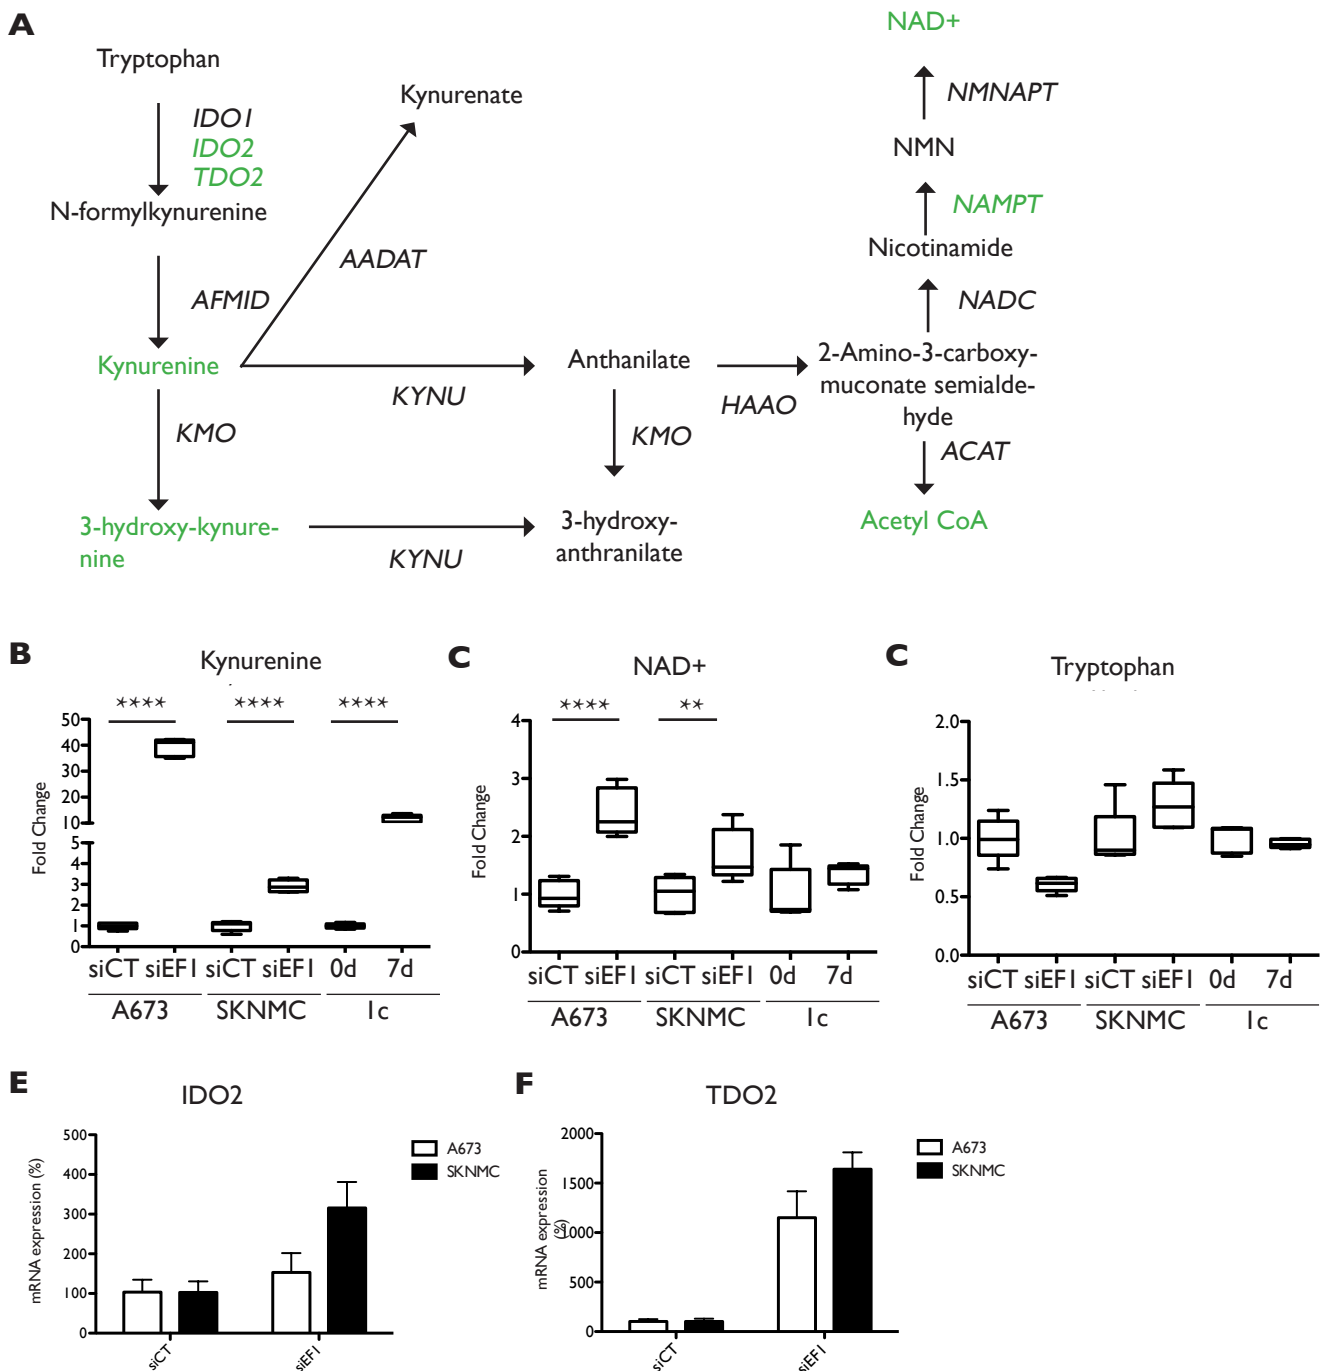 A
NAD+
Tryptophan
Kynurenate
NMNAPT
IDO1
IDO2
TDO2
NMN
NAMPT
N-formylkynurenine
Nicotinamide
AADAT
AFMID
NADC
Kynurenine
Anthanilate
2-Amino-3-carboxy-
muconate semialde-
hyde
KYNU
HAAO
KMO
KMO
ACAT
3-hydroxy-kynure-
nine
KYNU
3-hydroxy-
anthranilate
Acetyl CoA
B
Kynurenine
**** **** ****
Fold Change
50
40
30
20
10
5
4
3
2
1
0
siCT siEF1 siCT siEF1 0d 7d
A673 SKNMC 1c
C
NAD+
**** **
Fold Change
4
3
2
1
0
siCT siEF1 siCT siEF1 0d 7d
A673 SKNMC 1c
C
Tryptophan
Fold Change
2.0
1.5
1.0
0.5
0.0
siCT siEF1 siCT siEF1 0d 7d
A673 SKNMC 1c
E
IDO2
mRNA expression (%)
500
400
300
200
100
0
siCT siEF1
A673
SKNMC
F
TDO2
mRNA expression
(%)
2000
1500
1000
500
0
siCT siEF1
A673
SKNMC